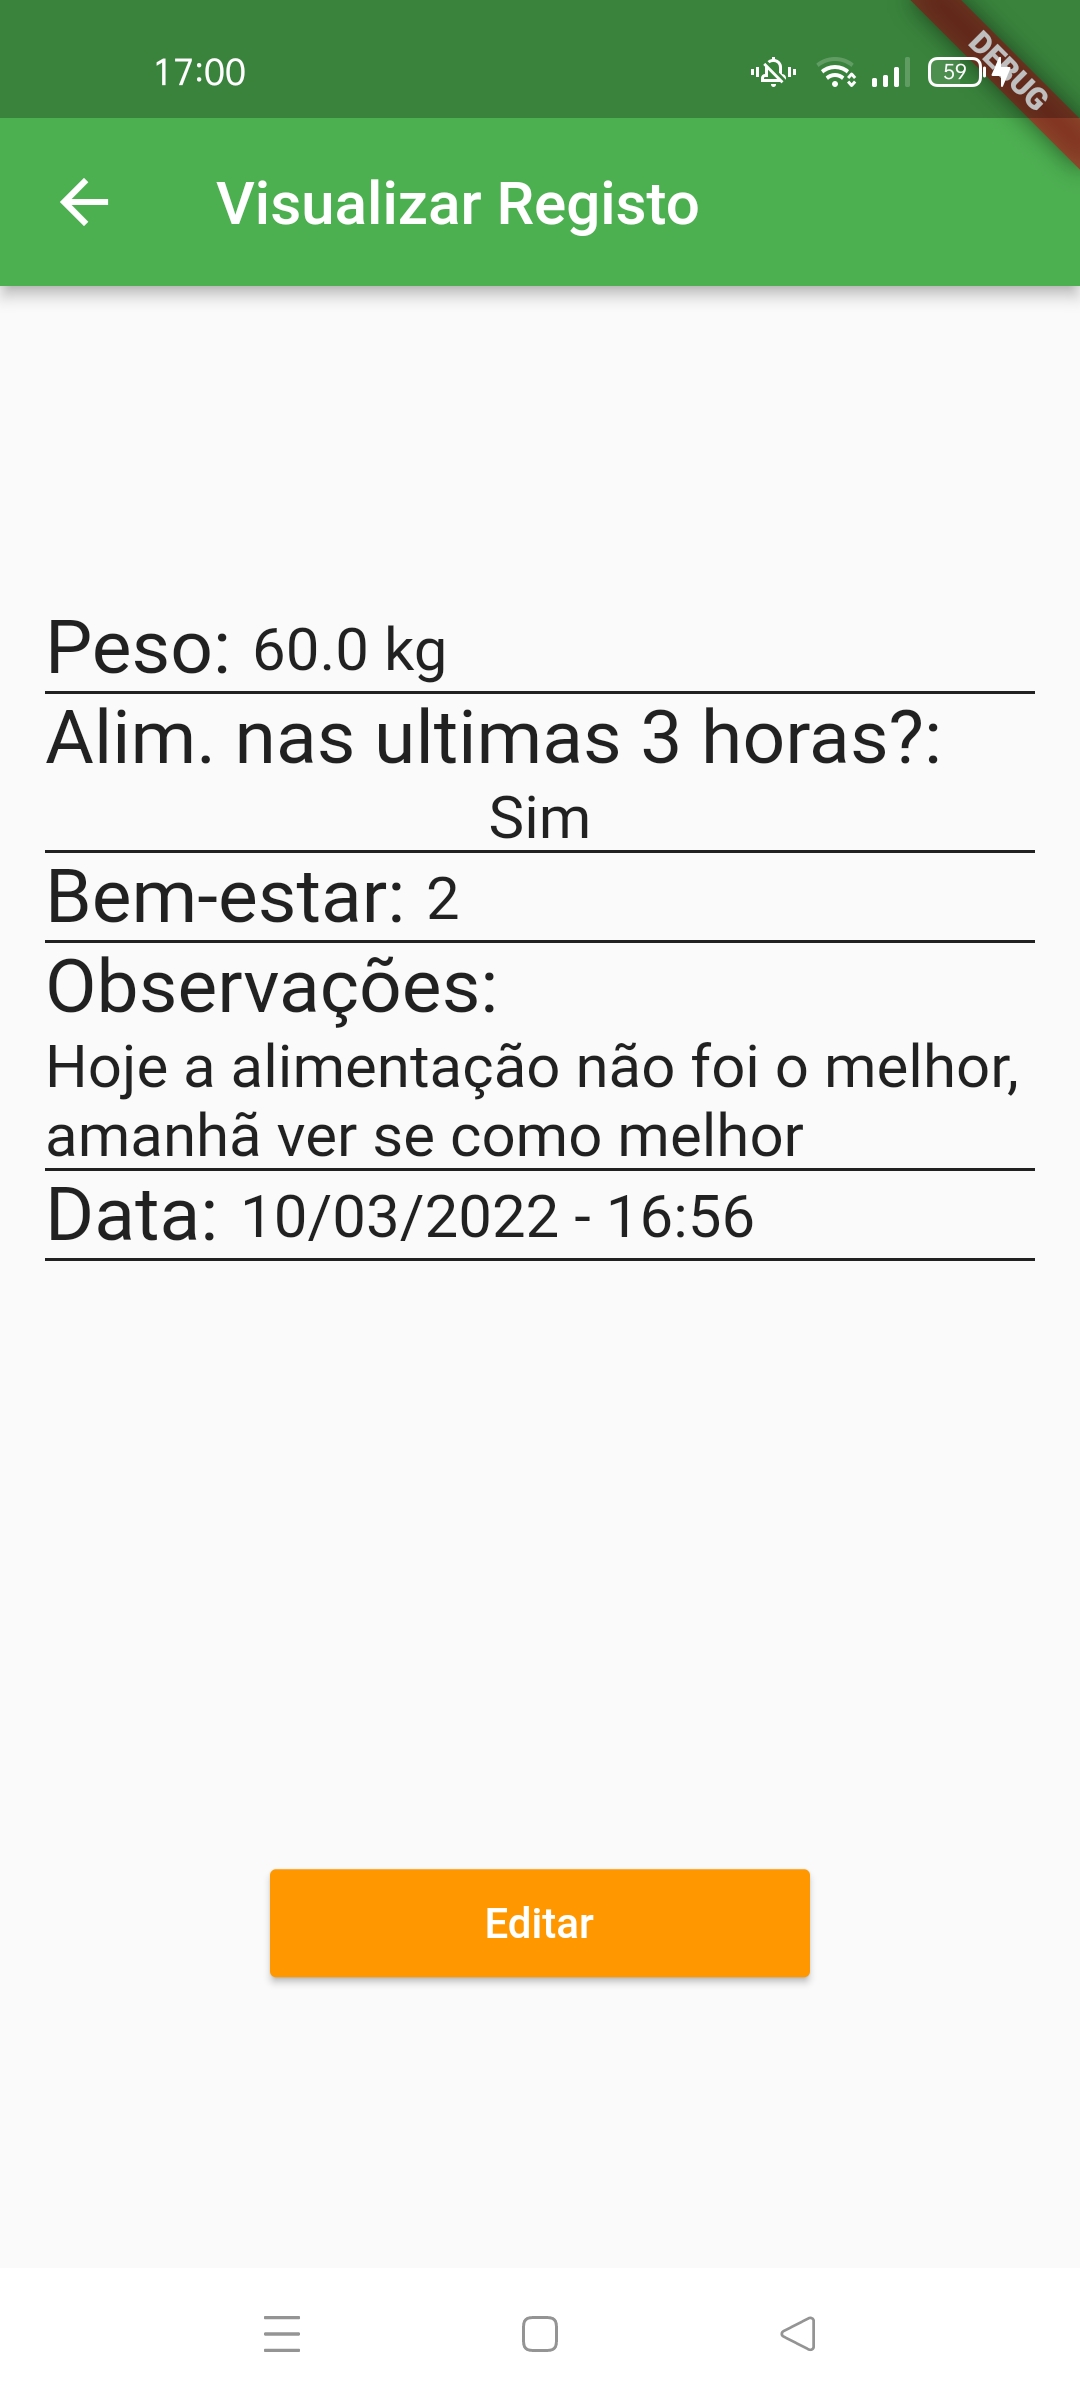 17:00
59
DEBUG
Visualizar Registo
Peso: 60.0 kg
Alim. nas ultimas 3 horas?:
Sim
Bem-estar: 2
Observações:
Hoje a alimentação não foi o melhor,
amanhã ver se como melhor
Data: 10/03/2022 - 16:56
Editar